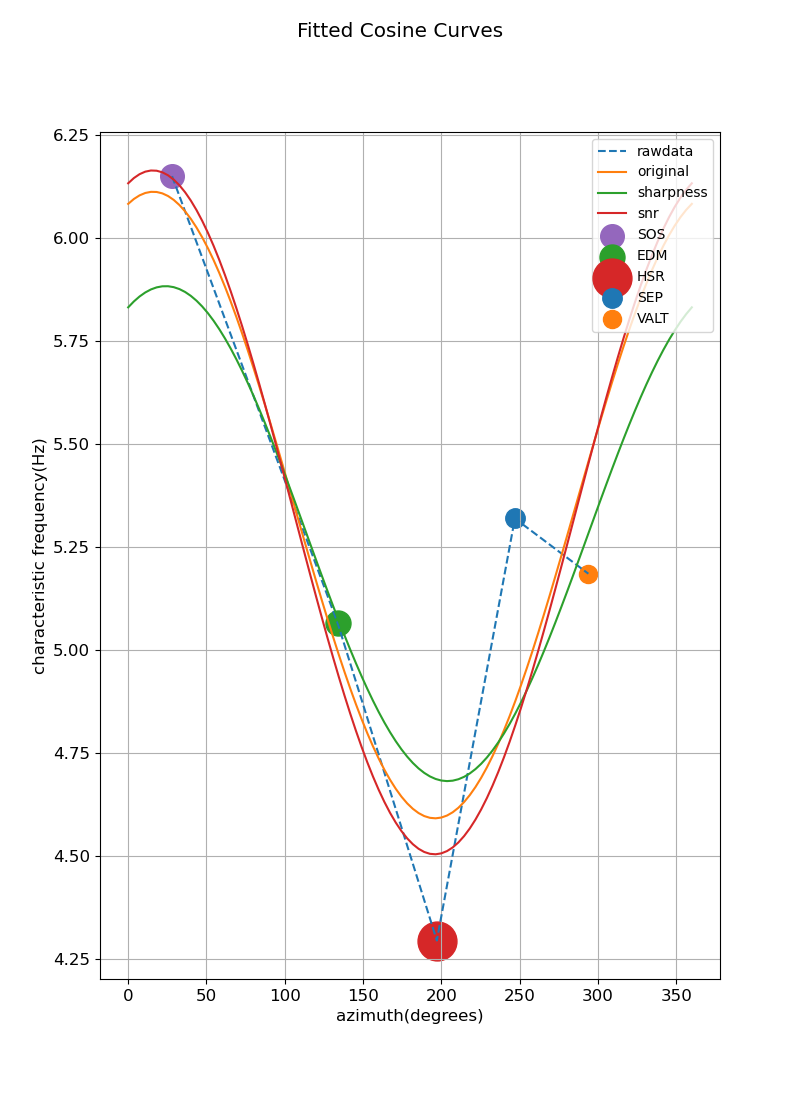 Fitted Cosine Curves
6.25
6.00
5.75
5.50
5.25
5.00
4.75
4.50
4.25
characteristic frequency(Hz)
rawdata
original
sharpness
snr
SOS
EDM
HSR
SEP
VALT
0 50 100 150 200 250 300 350
azimuth(degrees)